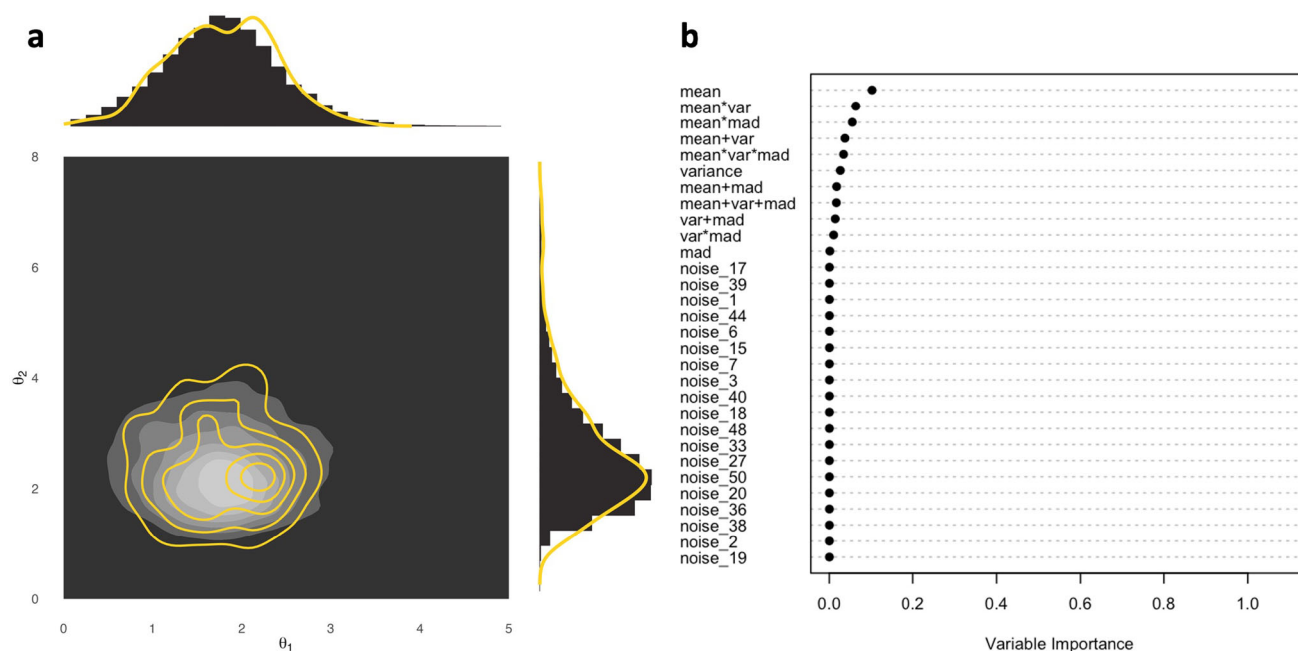 a
8
6
4
2
0
θ2
0 1 2 3 4 5
θ1
b
mean
mean*var
mean*mad
mean+var
mean*var*mad
variance
mean+mad
mean+var+mad
var+mad
var*mad
mad
noise_17
noise_39
noise_1
noise_44
noise_6
noise_15
noise_7
noise_3
noise_40
noise_18
noise_48
noise_33
noise_27
noise_50
noise_20
noise_36
noise_38
noise_2
noise_19
0.0 0.2 0.4 0.6 0.8 1.0
Variable Importance